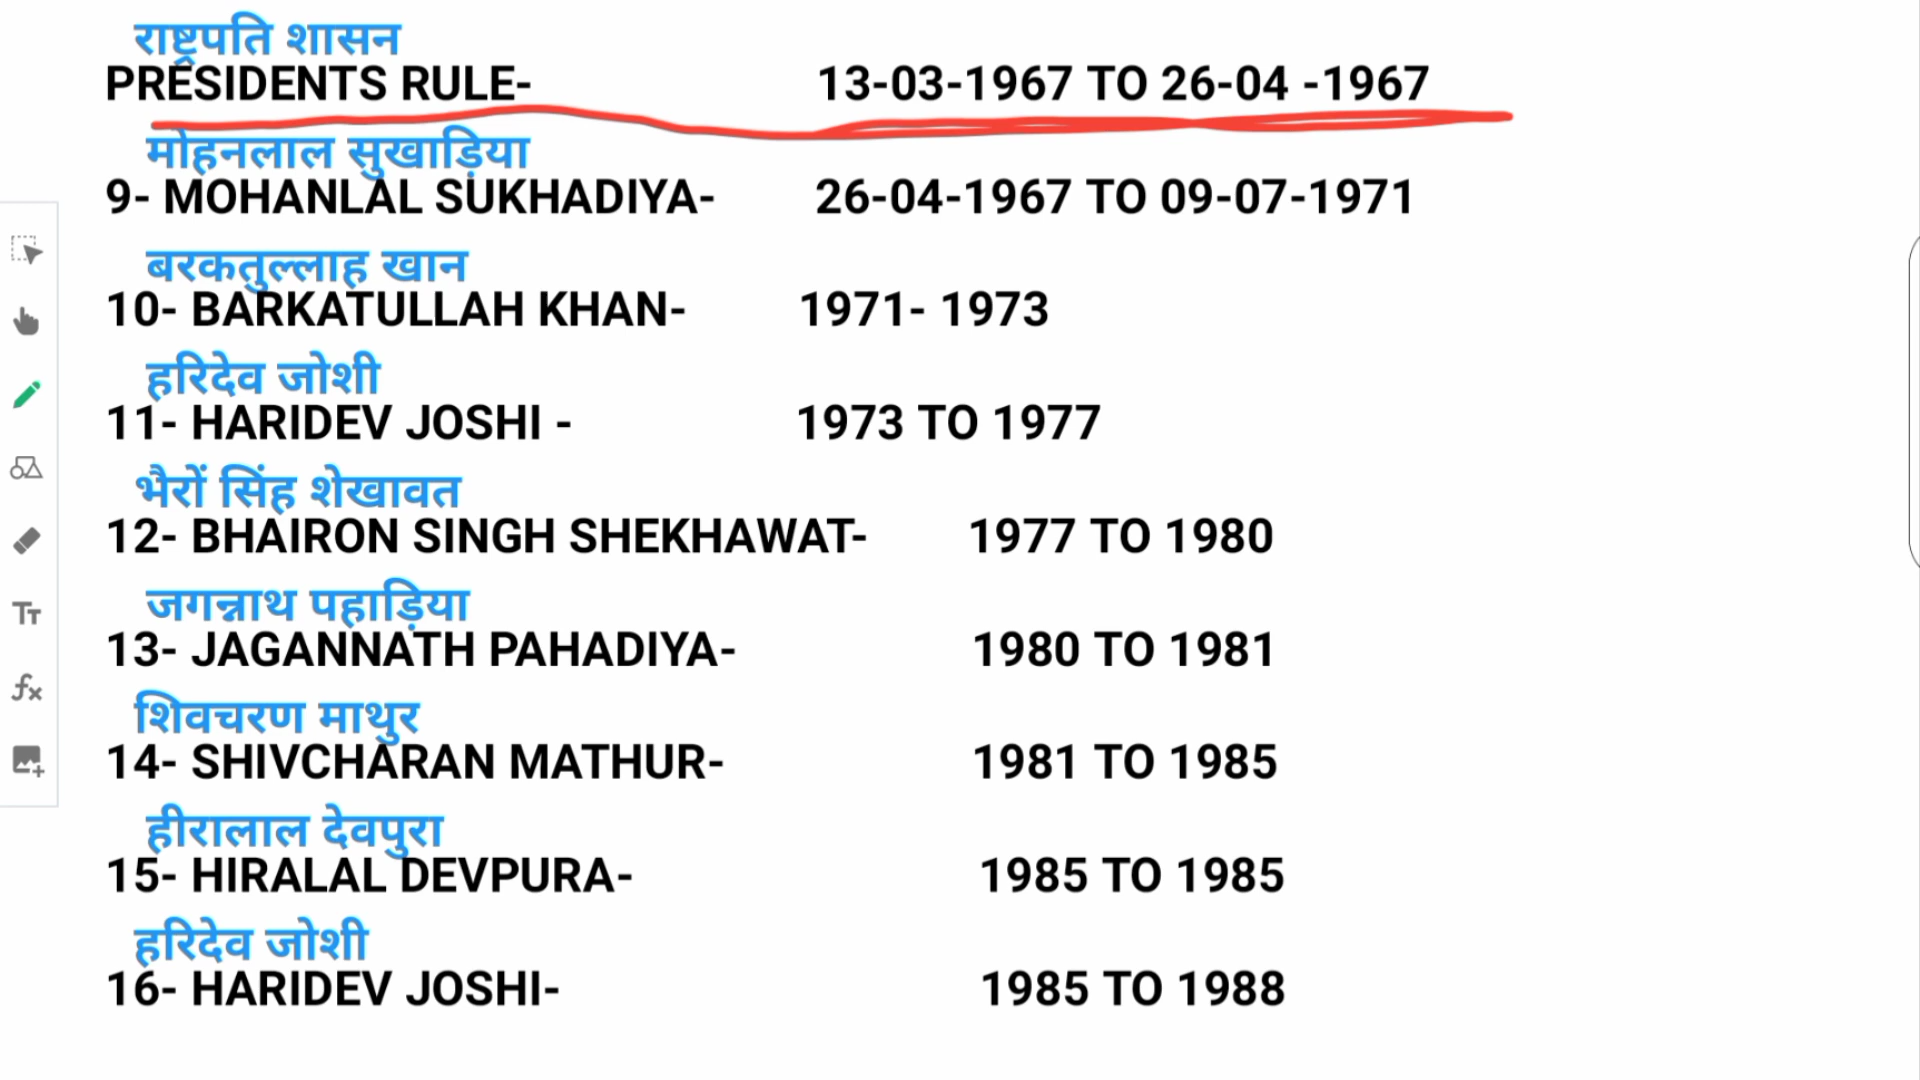 राष्ट्रपति शासन
PRESIDENTS RULE- 13-03-1967 TO 26-04 -1967
मोहनलाल सुखाड़िया
9- MOHANLAL SUKHADIYA- 26-04-1967 TO 09-07-1971
बरकतुल्लाह खान
10- BARKATULLAH KHAN- 1971- 1973
हरिदेव जोशी
11- HARIDEV JOSHI - 1973 TO 1977
भैरों सिंह शेखावत
12- BHAIRON SINGH SHEKHAWAT- 1977 TO 1980
जगन्नाथ पहाड़िया
13- JAGANNATH PAHADIYA- 1980 TO 1981
शिवचरण माथुर
14- SHIVCHARAN MATHUR- 1981 TO 1985
हीरालाल देवपुरा
15- HIRALAL DEVPURA- 1985 TO 1985
हरिदेव जोशी
16- HARIDEV JOSHI- 1985 TO 1988